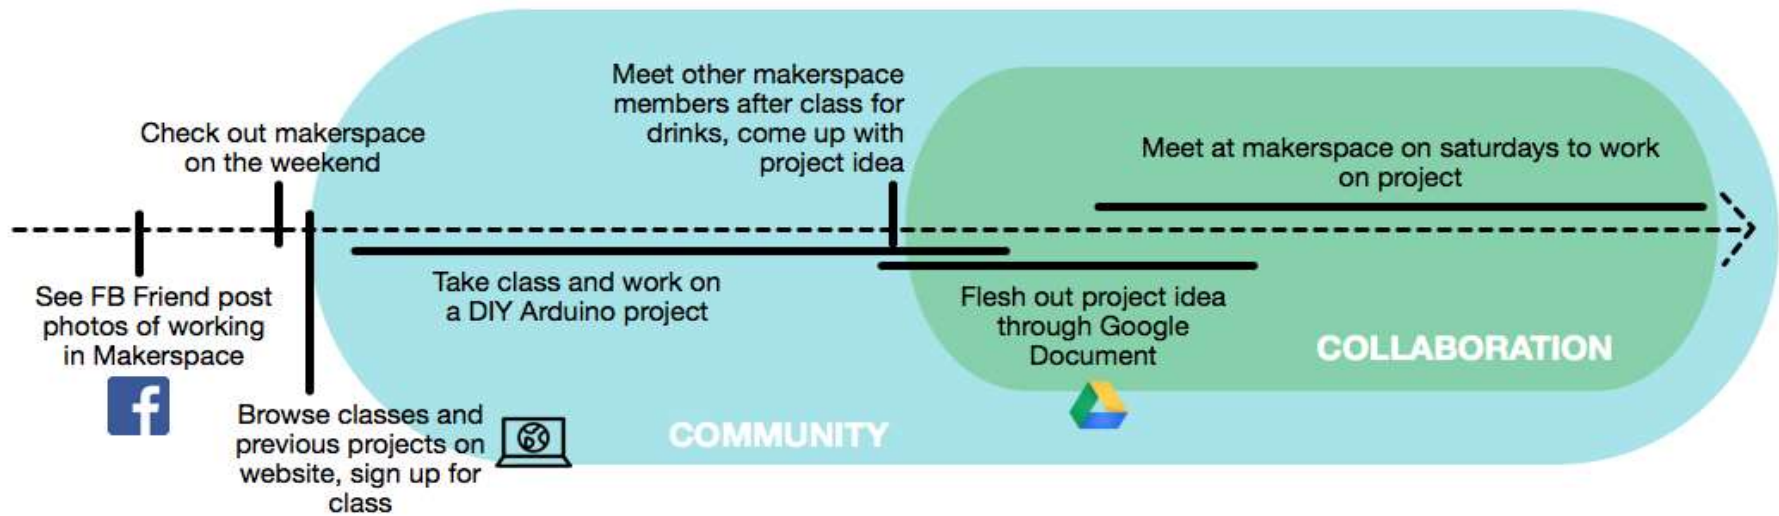 Meet other makerspace
members after class for
drinks, come up with
project idea
Check out makerspace
on the weekend
Meet at makerspace on saturdays to work
on project
See FB Friend post
photos of working
in Makerspace
Take class and work on
a DIY Arduino project
Flesh out project idea
through Google
Document
COLLABORATION
Browse classes and
previous projects on
website, sign up for
class
COMMUNITY